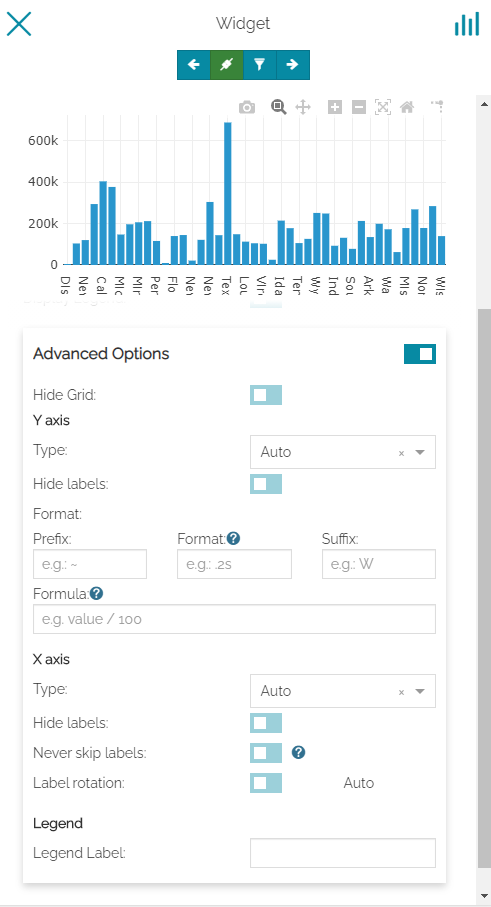 Widget
600k
400k
200k
0
Dis Ne Cal Mic Mir Per Flo Ne Ne Tex Lou Vir Ida Ter Wy Ind Sou Ark Wa Mis Nor Wis
Advanced Options
Hide Grid:
Y axis
Type: Auto
Hide labels:
Format:
Prefix: Format: Suffix:
e.g.: ~ e.g.: .2s e.g.: W
Formula:
e.g. value / 100
X axis
Type: Auto
Hide labels:
Never skip labels:
Label rotation: Auto
Legend
Legend Label: